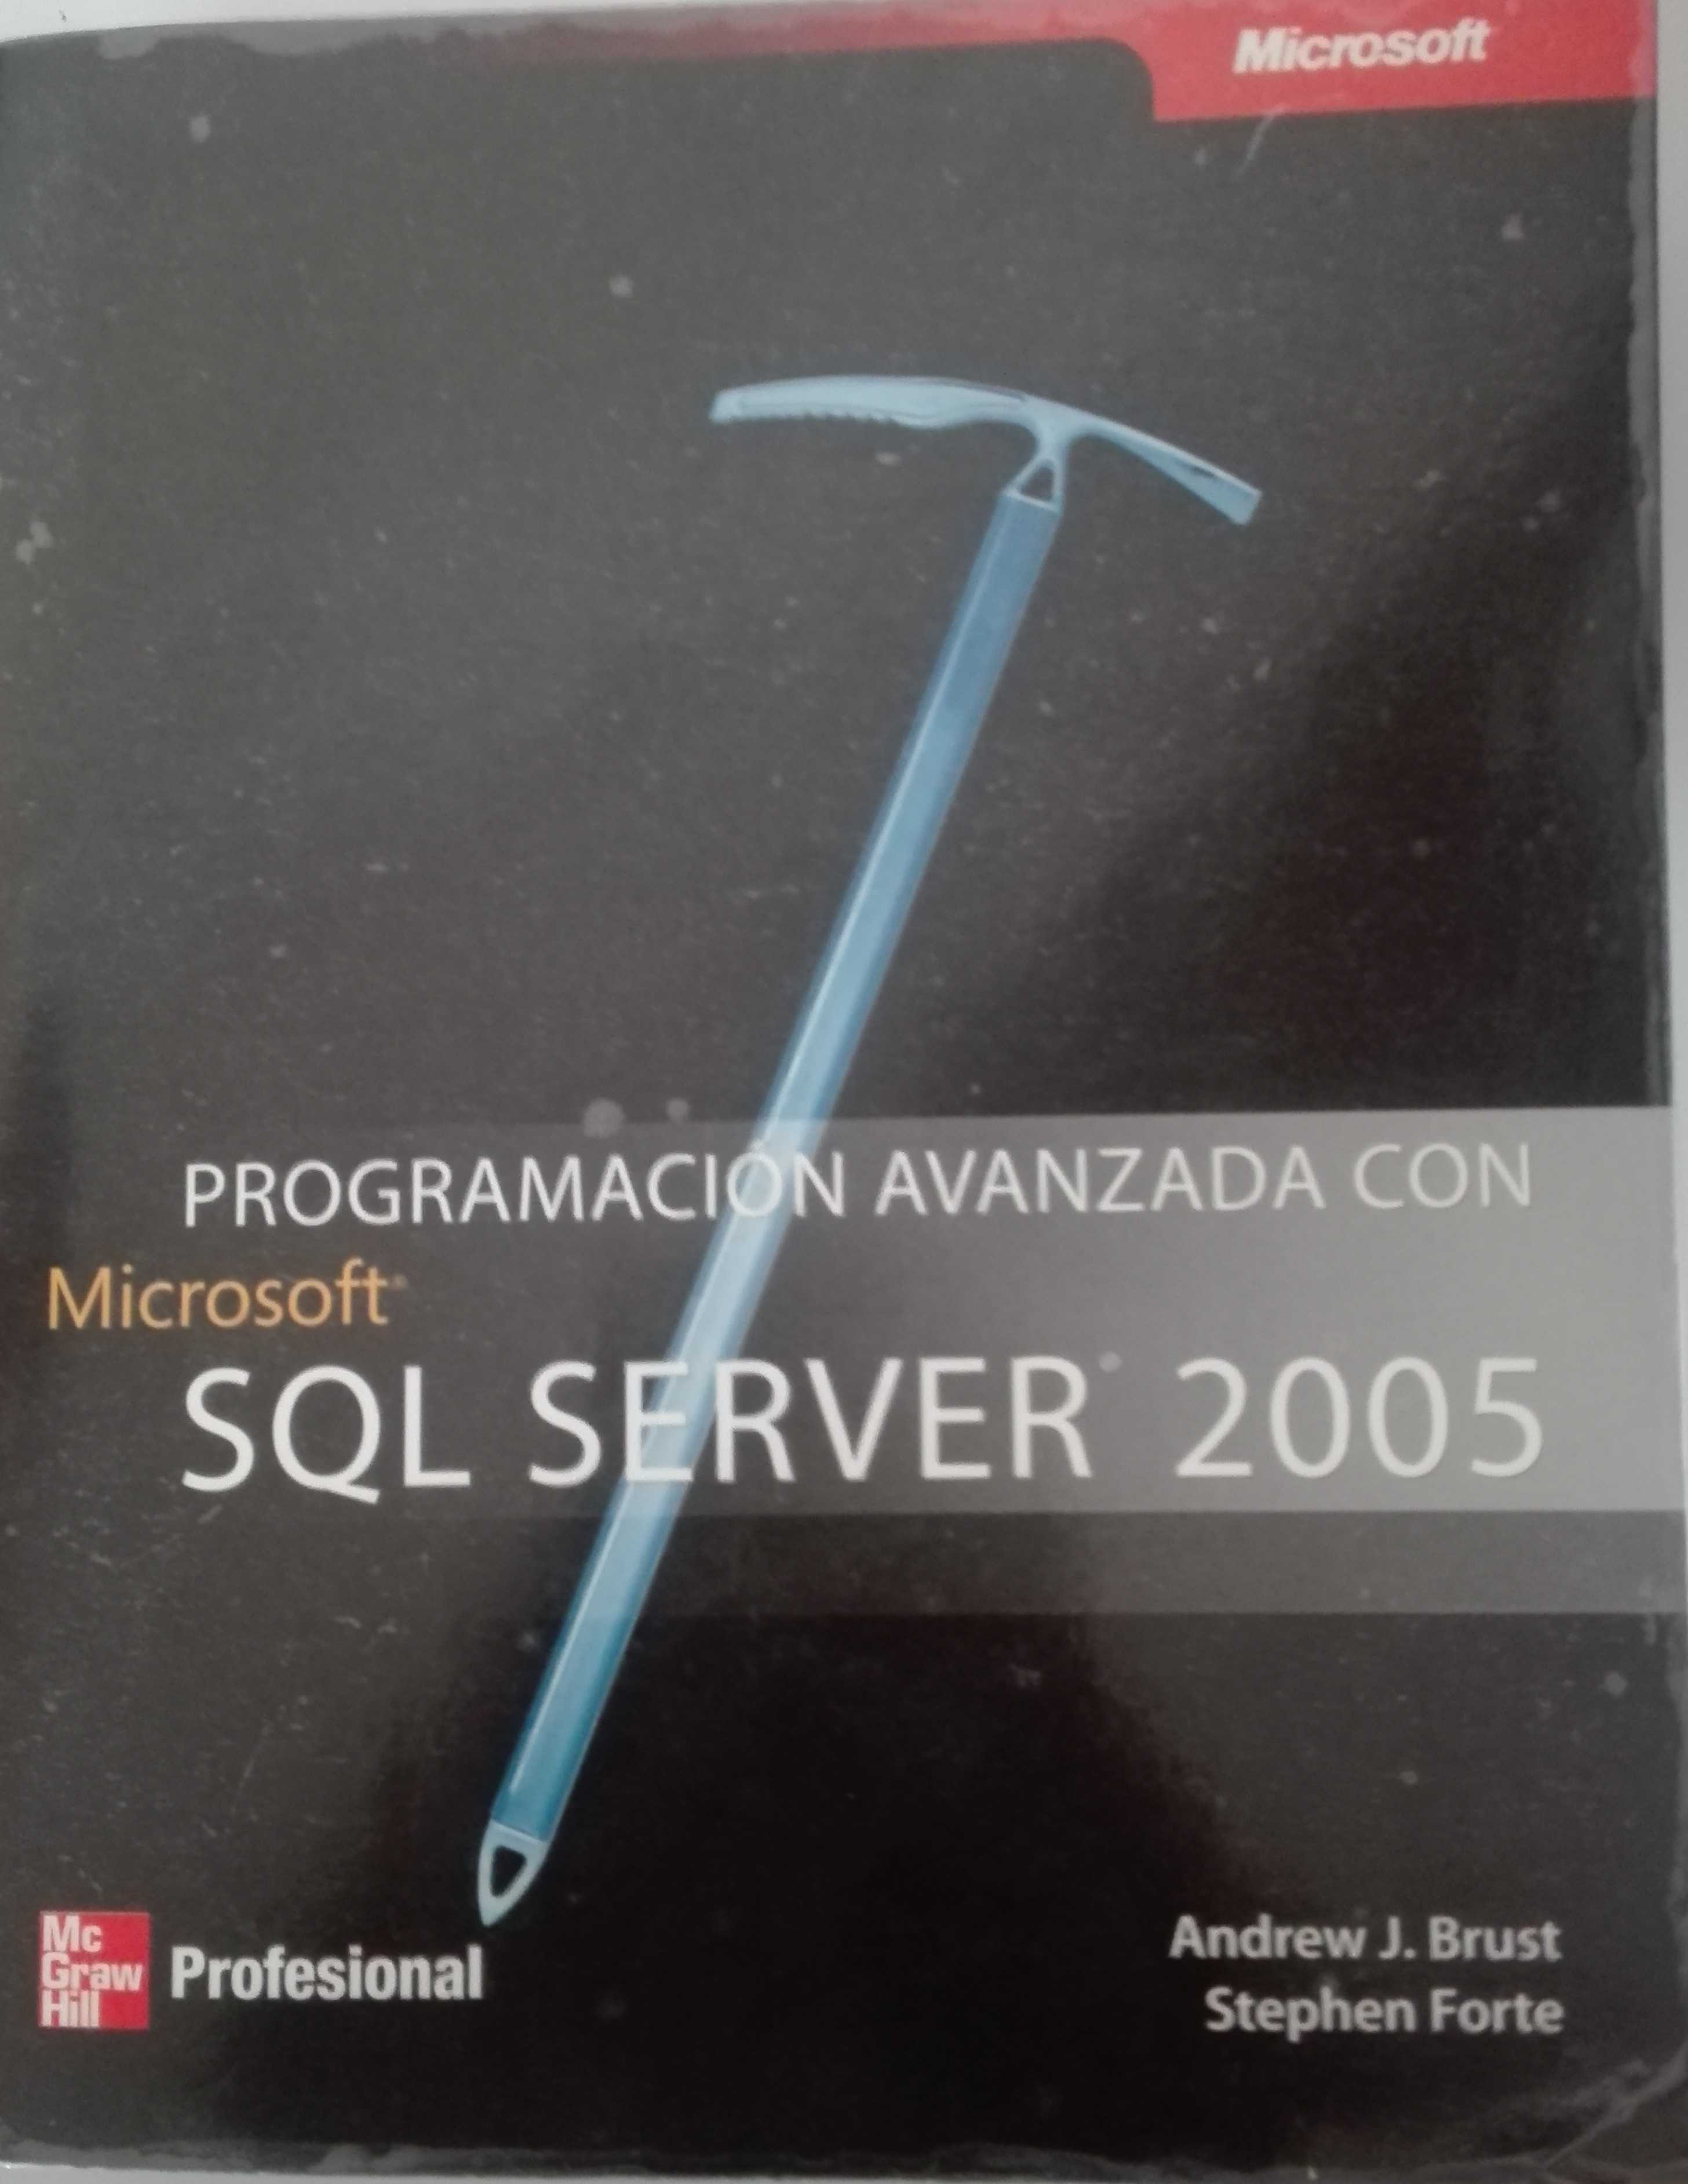 Microsoft
PROGRAMACIÓN AVANZADA CON
Microsoft®
SQL SERVER® 2005
Mc
Graw
Hill
Profesional
Andrew J. Brust
Stephen Forte